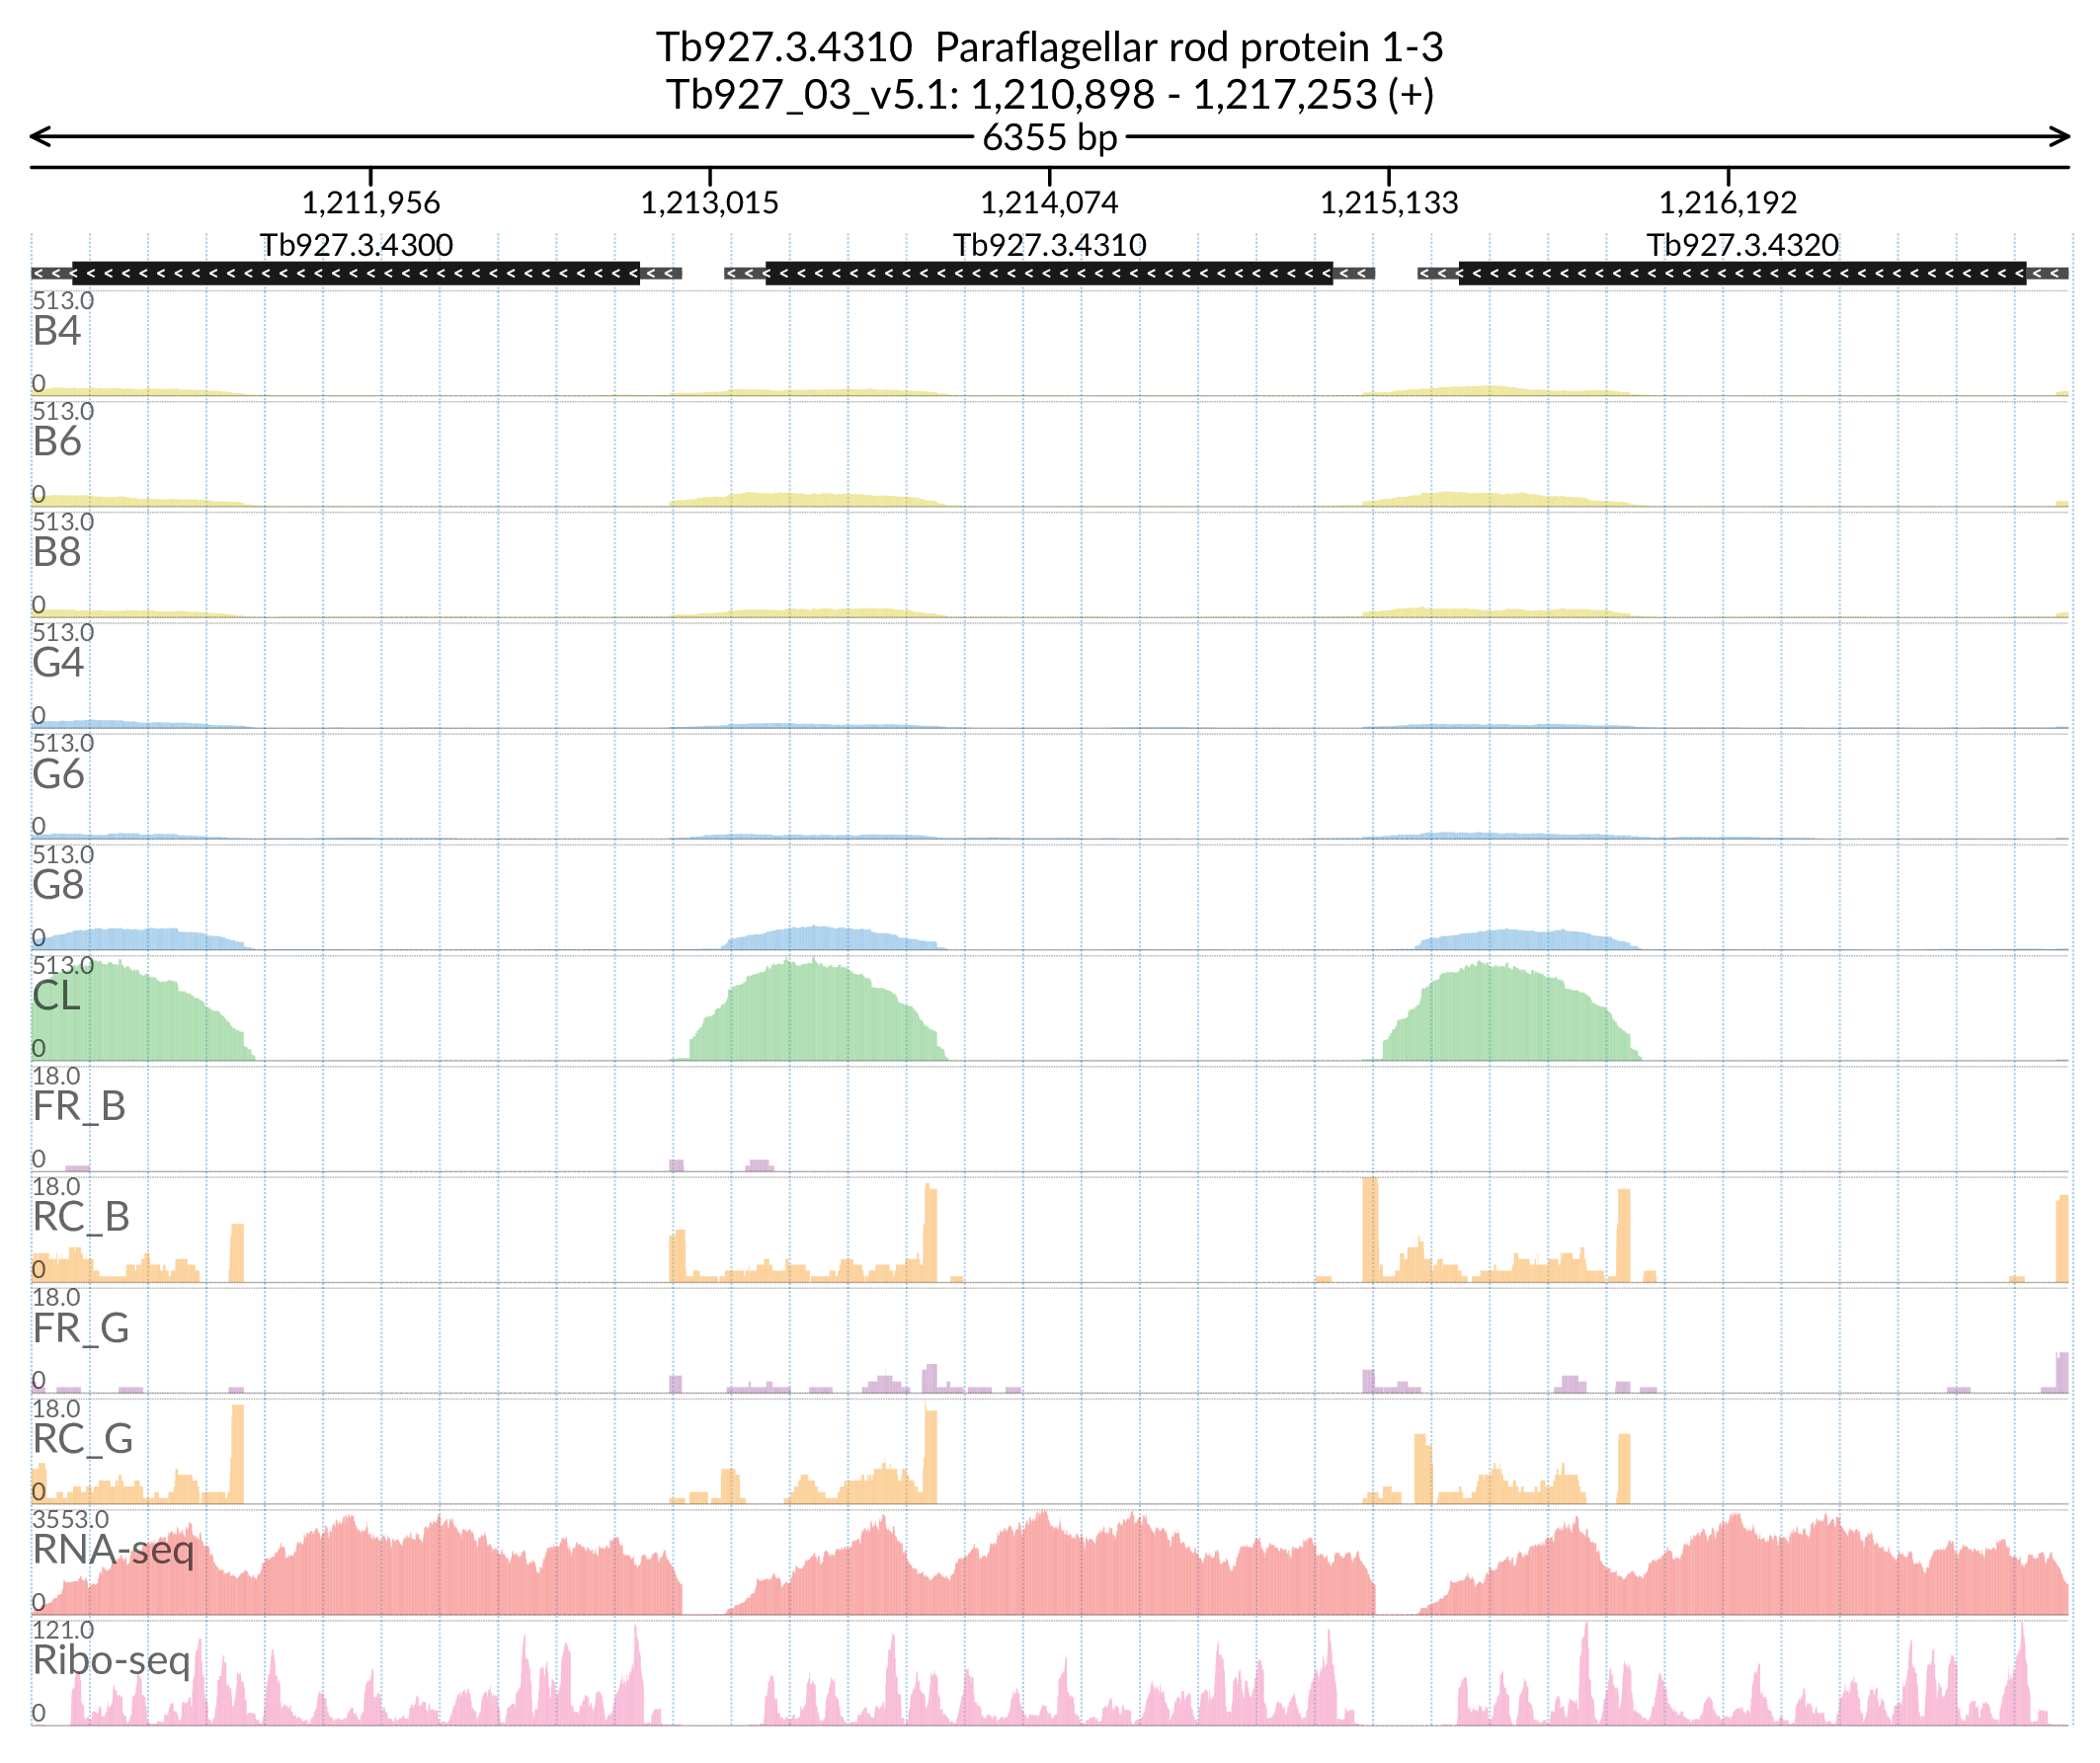 Tb927.3.4310 Paraflagellar rod protein 1-3
Tb927_03_v5.1: 1,210,898 - 1,217,253 (+)
6355 bp
1,211,956 1,213,015 1,214,074 1,215,133 1,216,192
Tb927.3.4300 Tb927.3.4310 Tb927.3.4320
513.0
B4
0
513.0
B6
0
513.0
B8
0
513.0
G4
0
513.0
G6
0
513.0
G8
0
513.0
CL
0
18.0
FR_B
0
18.0
RC_B
0
18.0
FR_G
0
18.0
RC_G
0
3553.0
RNA-seq
0
121.0
Ribo-seq
0